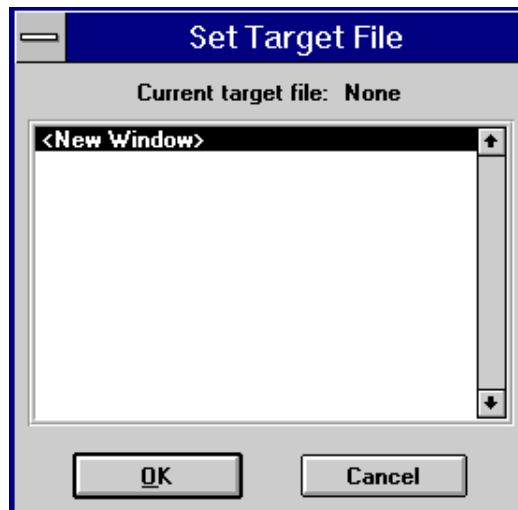 Set Target File
Current target file: None
<New Window>
OK
Cancel